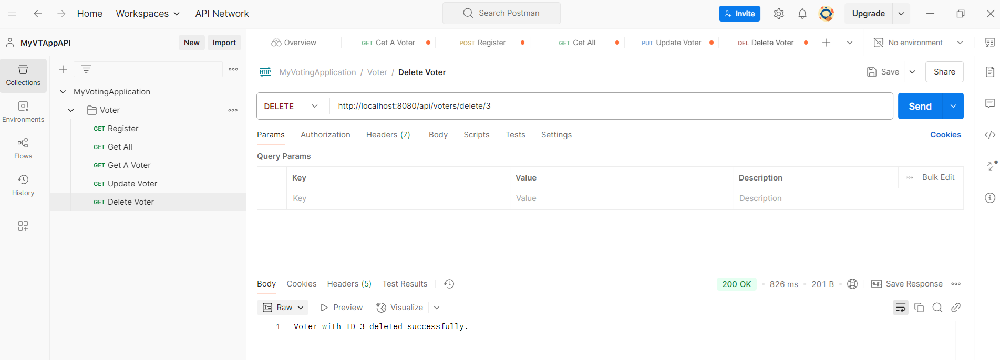 Home Workspaces API Network Search Postman Invite Upgrade
MyVTAppAPI New Import Overview GET Get A Voter POST Register GET Get All PUT Update Voter DEL Delete Voter No environment
Collections
Environments
Flows
History
MyVotingApplication
Voter
GET Register
GET Get All
GET Get A Voter
GET Update Voter
GET Delete Voter
HTTP MyVotingApplication / Voter / Delete Voter Save Share
DELETE http://localhost:8080/api/voters/delete/3 Send
Params Authorization Headers (7) Body Scripts Tests Settings Cookies
Query Params
Key Value Description Bulk Edit
Key Value Description
Body Cookies Headers (5) Test Results 200 OK 826 ms 201 B e.g. Save Response
Raw Preview Visualize
1 Voter with ID 3 deleted successfully.